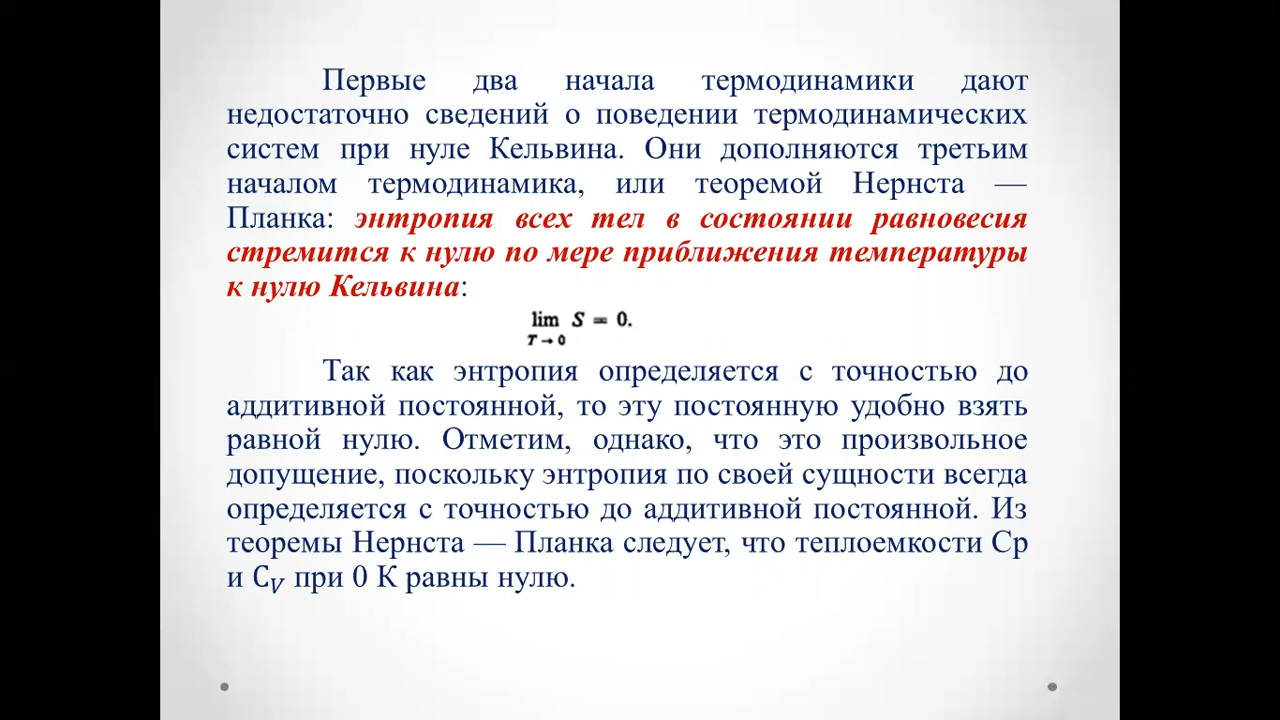 Первые два начала термодинамики дают
недостаточно сведений о поведении термодинамических
систем при нуле Кельвина. Они дополняются третьим
началом термодинамика, или теоремой Нернста —
Планка: энтропия всех тел в состоянии равновесия
стремится к нулю по мере приближения температуры
к нулю Кельвина:
lim S = 0.
T → 0
Так как энтропия определяется с точностью до
аддитивной постоянной, то эту постоянную удобно взять
равной нулю. Отметим, однако, что это произвольное
допущение, поскольку энтропия по своей сущности всегда
определяется с точностью до аддитивной постоянной. Из
теоремы Нернста — Планка следует, что теплоемкости Ср
и C_V при 0 К равны нулю.